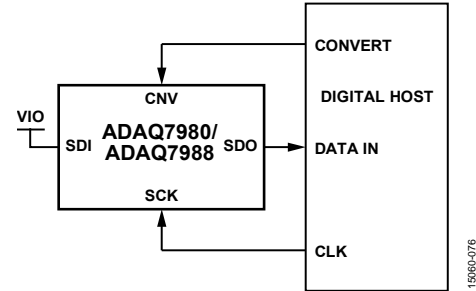 CONVERT
CNV
DIGITAL HOST
VIO
SDI
ADAQ7980/
ADAQ7988
SDO
DATA IN
SCK
CLK
15060-076